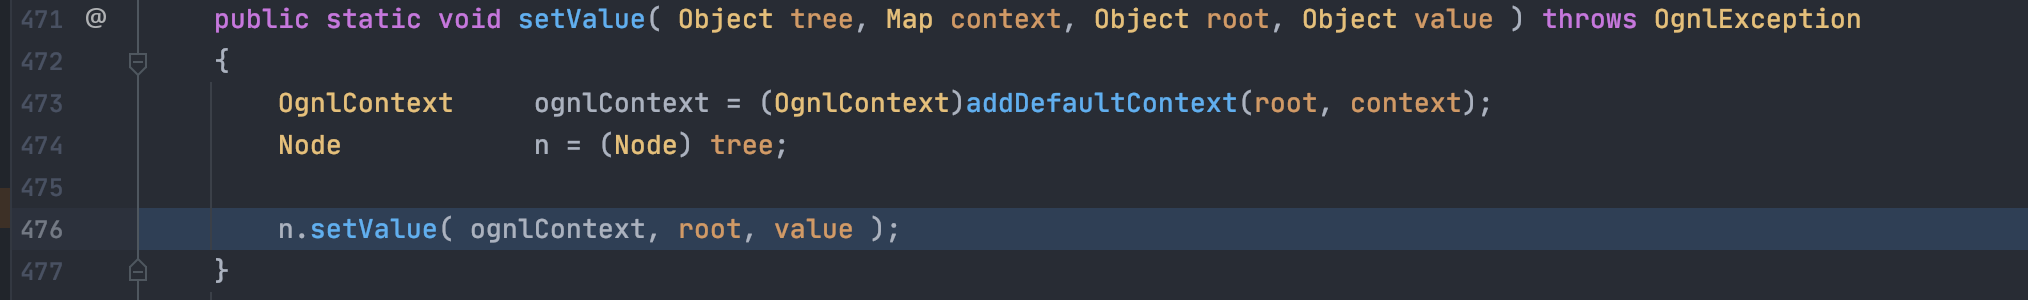 471 @ public static void setValue( Object tree, Map context, Object root, Object value ) throws OgnlException
472 {
473 OgnlContext ognlContext = (OgnlContext)addDefaultContext(root, context);
474 Node n = (Node) tree;
475
476 n.setValue( ognlContext, root, value );
477 }